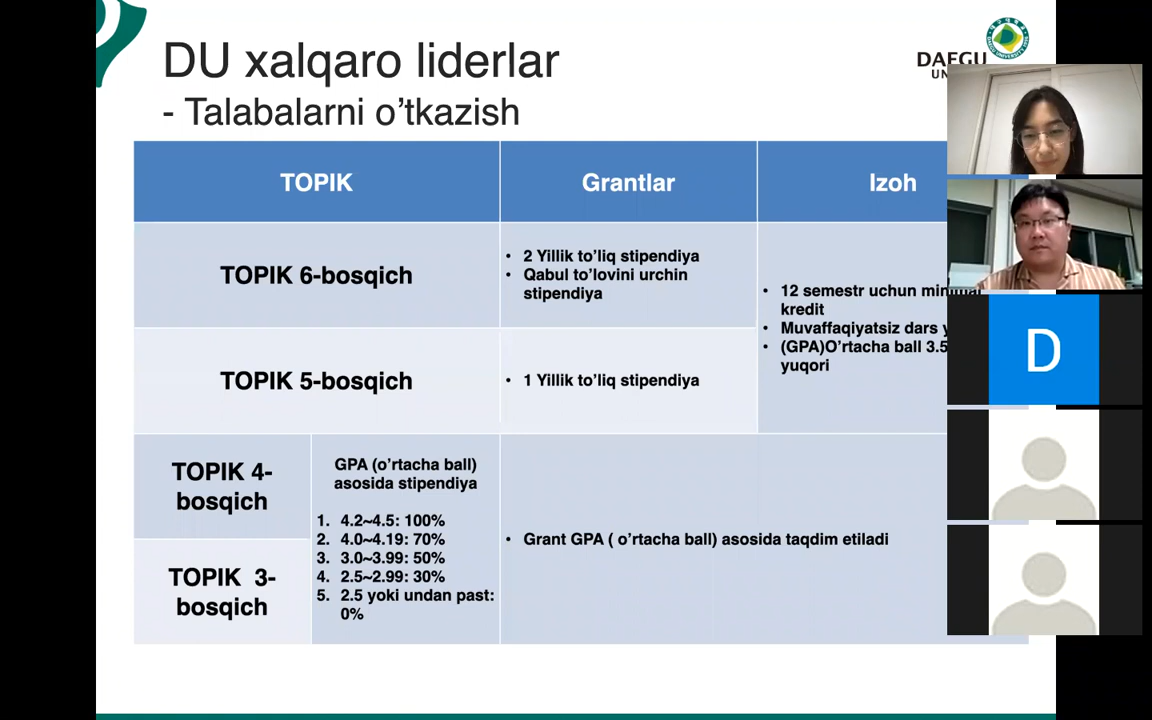 DU xalqaro liderlar
- Talabalarni o’tkazish
DAEGU
TOPIK
Grantlar
Izoh
TOPIK 6-bosqich
• 2 Yillik to’liq stipendiya
• Qabul to’lovini urchin
stipendiya
• 12 semestr uchun
kredit
• Muvaffaqiyatsiz dars
• (GPA)O’rtacha ball 3.5
yuqori
TOPIK 5-bosqich
• 1 Yillik to’liq stipendiya
TOPIK 4-
bosqich
TOPIK 3-
bosqich
GPA (o’rtacha ball)
asosida stipendiya
1. 4.2~4.5: 100%
2. 4.0~4.19: 70%
3. 3.0~3.99: 50%
4. 2.5~2.99: 30%
5. 2.5 yoki undan past:
0%
• Grant GPA ( o’rtacha ball) asosida taqdim etiladi
D